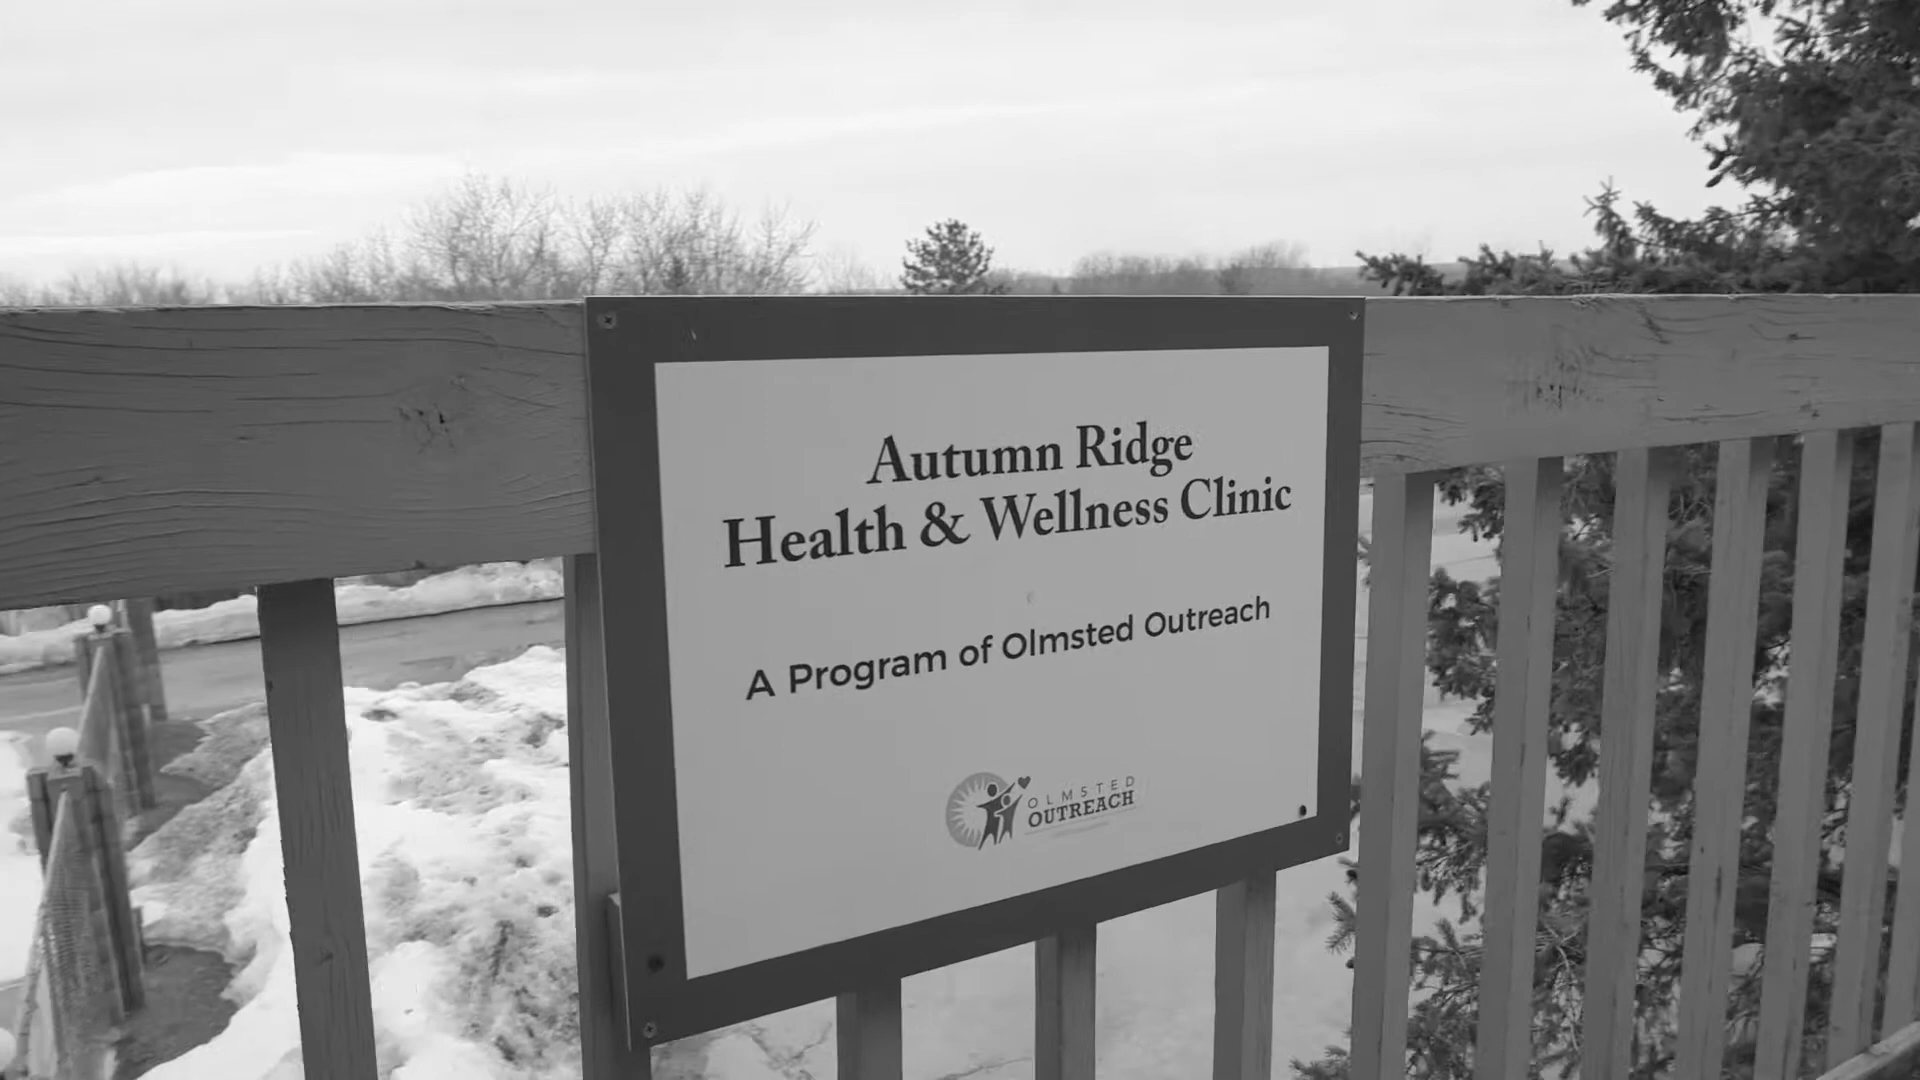 Autumn Ridge
Health & Wellness Clinic
A Program of Olmsted Outreach
OLMSTED
OUTREACH